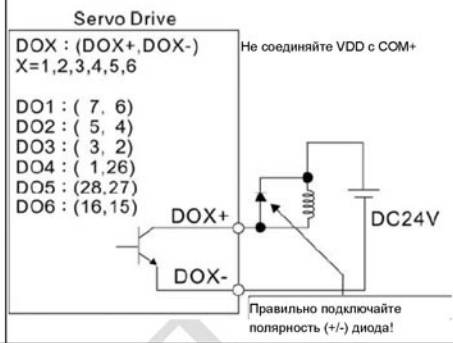 Servo Drive
DOX : (DOX+,DOX-)
X=1,2,3,4,5,6
Не соединяйте VDD с COM+
DO1 : ( 7, 6)
DO2 : ( 5, 4)
DO3 : ( 3, 2)
DO4 : ( 1,26)
DO5 : (28,27)
DO6 : (16,15)
DOX+
DC24V
DOX-
Правильно подключайте
полярность (+/-) диода!